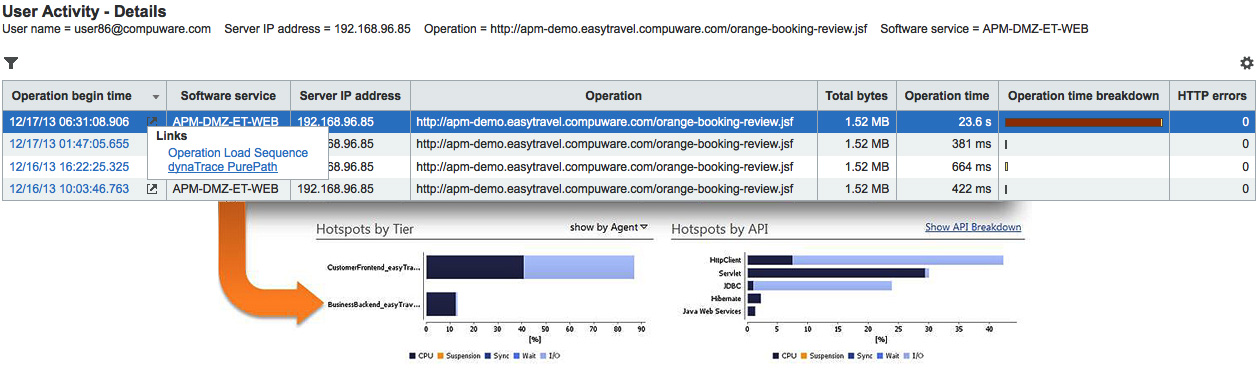 User Activity - Details
User name = user86@compuware.com Server IP address = 192.168.96.85 Operation = http://apm-demo.easytravel.compuware.com/orange-booking-review.jsf Software service = APM-DMZ-ET-WEB
Operation begin time Software service Server IP address Operation Total bytes Operation time Operation time breakdown HTTP errors
12/17/13 06:31:08.906 APM-DMZ-ET-WEB 192.168.96.85 http://apm-demo.easytravel.compuware.com/orange-booking-review.jsf 1.52 MB 23.6 s 0
12/17/13 01:47:05.655 68.96.85 http://apm-demo.easytravel.compuware.com/orange-booking-review.jsf 1.52 MB 381 ms 0
12/16/13 16:22:25.325 68.96.85 http://apm-demo.easytravel.compuware.com/orange-booking-review.jsf 1.52 MB 664 ms 0
12/16/13 10:03:46.763 APM-DMZ-ET-WEB 192.168.96.85 http://apm-demo.easytravel.compuware.com/orange-booking-review.jsf 1.52 MB 422 ms 0
Links
Operation Load Sequence
dynaTrace PurePath
Hotspots by Tier show by Agent
CustomerFrontend_easyTra...
BusinessBackend_easyTrav...
0 10 20 30 40 50 60 70 80 90
[%]
CPU Suspension Sync Wait I/O
Hotspots by API Show API Breakdown
HttpClient
Servlet
JDBC
Hibernate
Java Web Services
0 5 10 15 20 25 30 35 40
[%]
CPU Suspension Sync Wait I/O